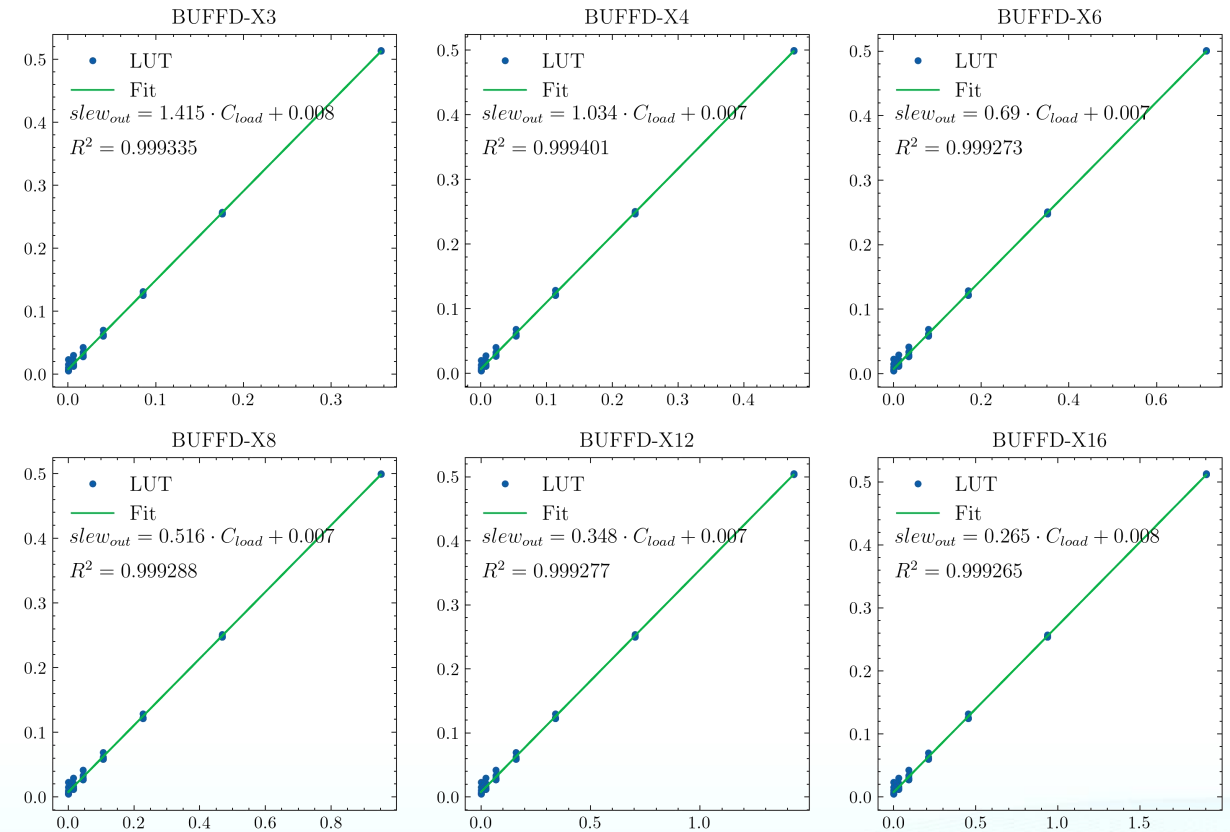 BUFFD-X3
LUT
Fit
slew_out = 1.415 · C_load + 0.008
R² = 0.999335
0.5
0.4
0.3
0.2
0.1
0.0
0.0 0.1 0.2 0.3
BUFFD-X4
LUT
Fit
slew_out = 1.034 · C_load + 0.007
R² = 0.999401
0.5
0.4
0.3
0.2
0.1
0.0
0.0 0.1 0.2 0.3 0.4
BUFFD-X6
LUT
Fit
slew_out = 0.69 · C_load + 0.007
R² = 0.999273
0.5
0.4
0.3
0.2
0.1
0.0
0.0 0.2 0.4 0.6
BUFFD-X8
LUT
Fit
slew_out = 0.516 · C_load + 0.007
R² = 0.999288
0.5
0.4
0.3
0.2
0.1
0.0
0.0 0.2 0.4 0.6 0.8
BUFFD-X12
LUT
Fit
slew_out = 0.348 · C_load + 0.007
R² = 0.999277
0.5
0.4
0.3
0.2
0.1
0.0
0.0 0.5 1.0
BUFFD-X16
LUT
Fit
slew_out = 0.265 · C_load + 0.008
R² = 0.999265
0.5
0.4
0.3
0.2
0.1
0.0
0.0 0.5 1.0 1.5